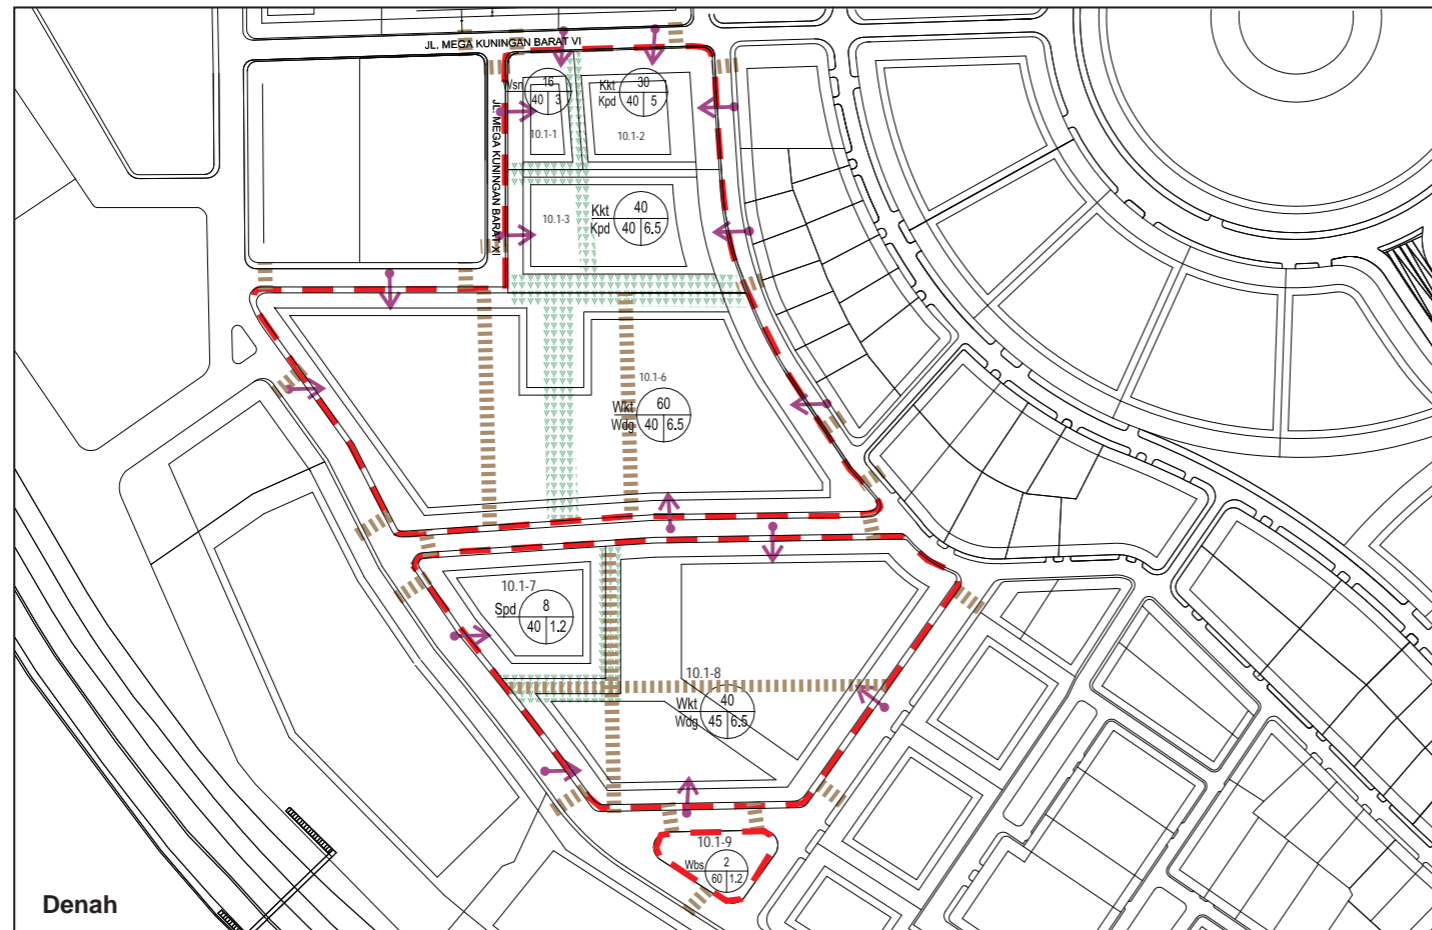 JL. MEGA KUNINGAN BARAT VI
JL. MEGA KUNINGAN BARAT XI
Wsn
16
40 3
10.1-1
Kkt
Kpd
30
40 5
10.1-2
10.1-3
Kkt
Kpd
40
40 6.5
10.1-6
Wkt
Wdg
60
40 6.5
10.1-7
Spd
8
40 1.2
10.1-8
Wkt
Wdg
40
45 6.5
10.1-9
Wbs
2
60 1.2
Denah